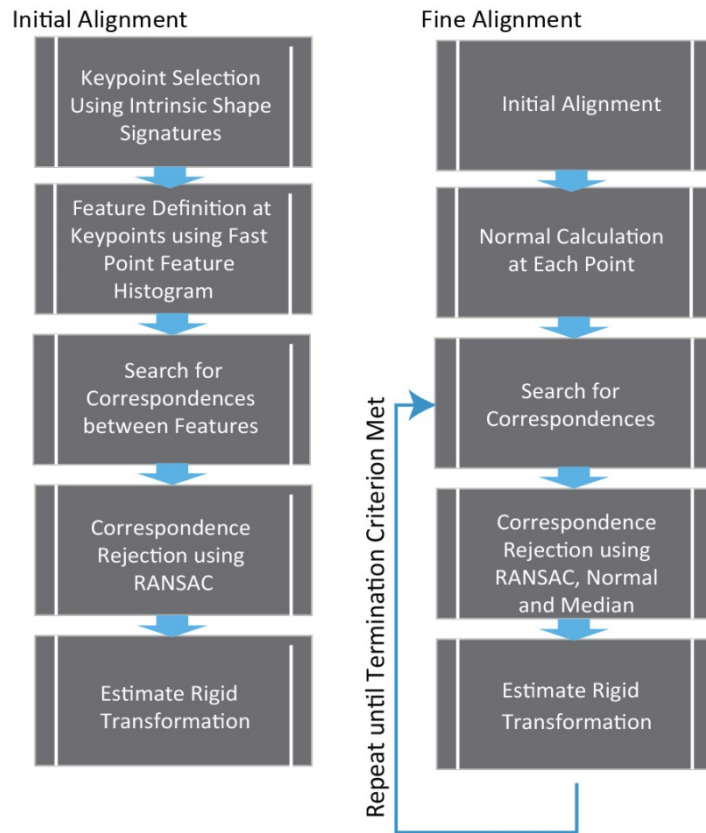 Initial Alignment
Keypoint Selection
Using Intrinsic Shape
Signatures
Feature Definition at
Keypoints using Fast
Point Feature
Histogram
Search for
Correspondences
between Features
Correspondence
Rejection using
RANSAC
Estimate Rigid
Transformation
Fine Alignment
Initial Alignment
Normal Calculation
at Each Point
Search for
Correspondences
Correspondence
Rejection using
RANSAC, Normal
and Median
Estimate Rigid
Transformation
Repeat until Termination Criterion Met